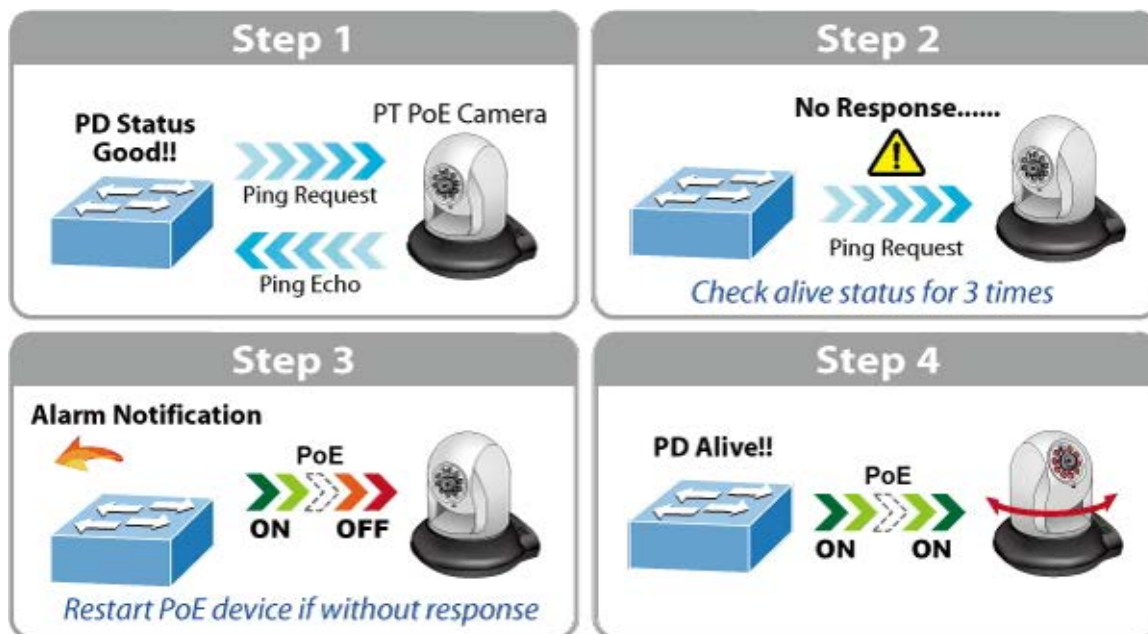 Step 1
PD Status
Good!!
PT PoE Camera
Ping Request
Ping Echo
Step 2
No Response......
Ping Request
Check alive status for 3 times
Step 3
Alarm Notification
PoE
ON OFF
Restart PoE device if without response
Step 4
PD Alive!!
PoE
ON ON